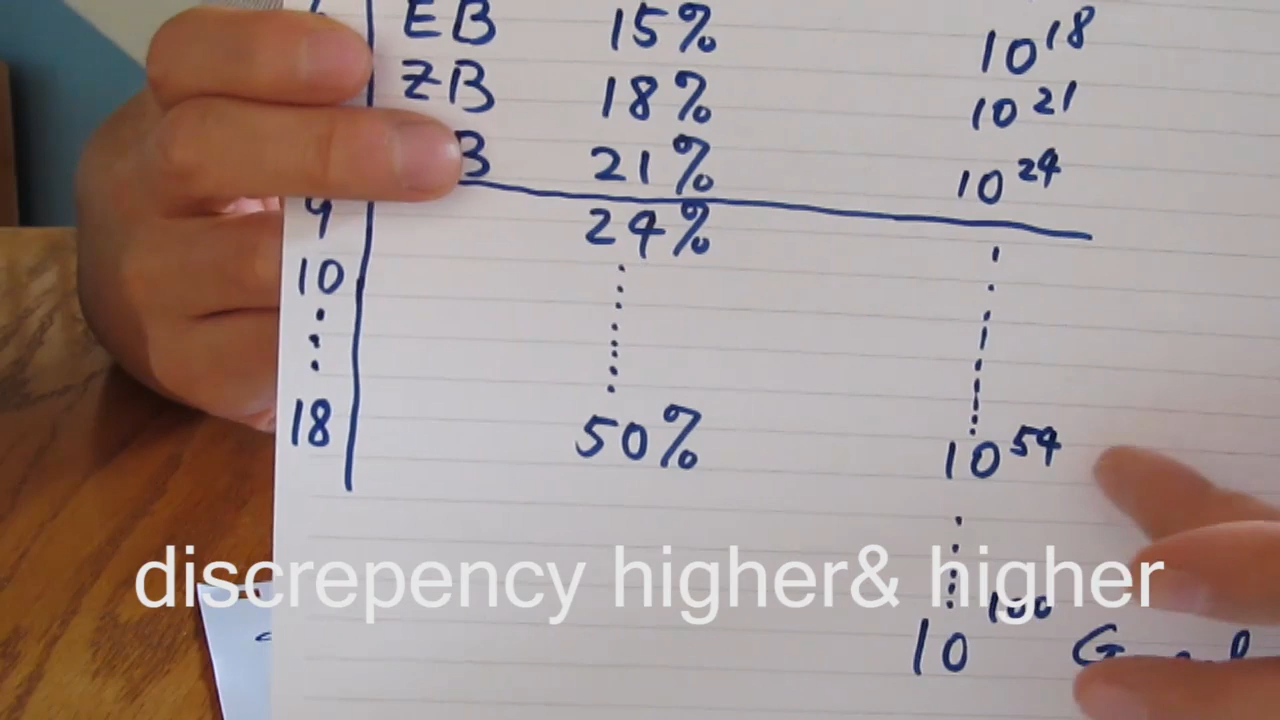 EB 15% 10^18
ZB 18% 10^21
B 21% 10^24
9 24%
10
18 50% 10^54
discrepency higher& higher
10^100